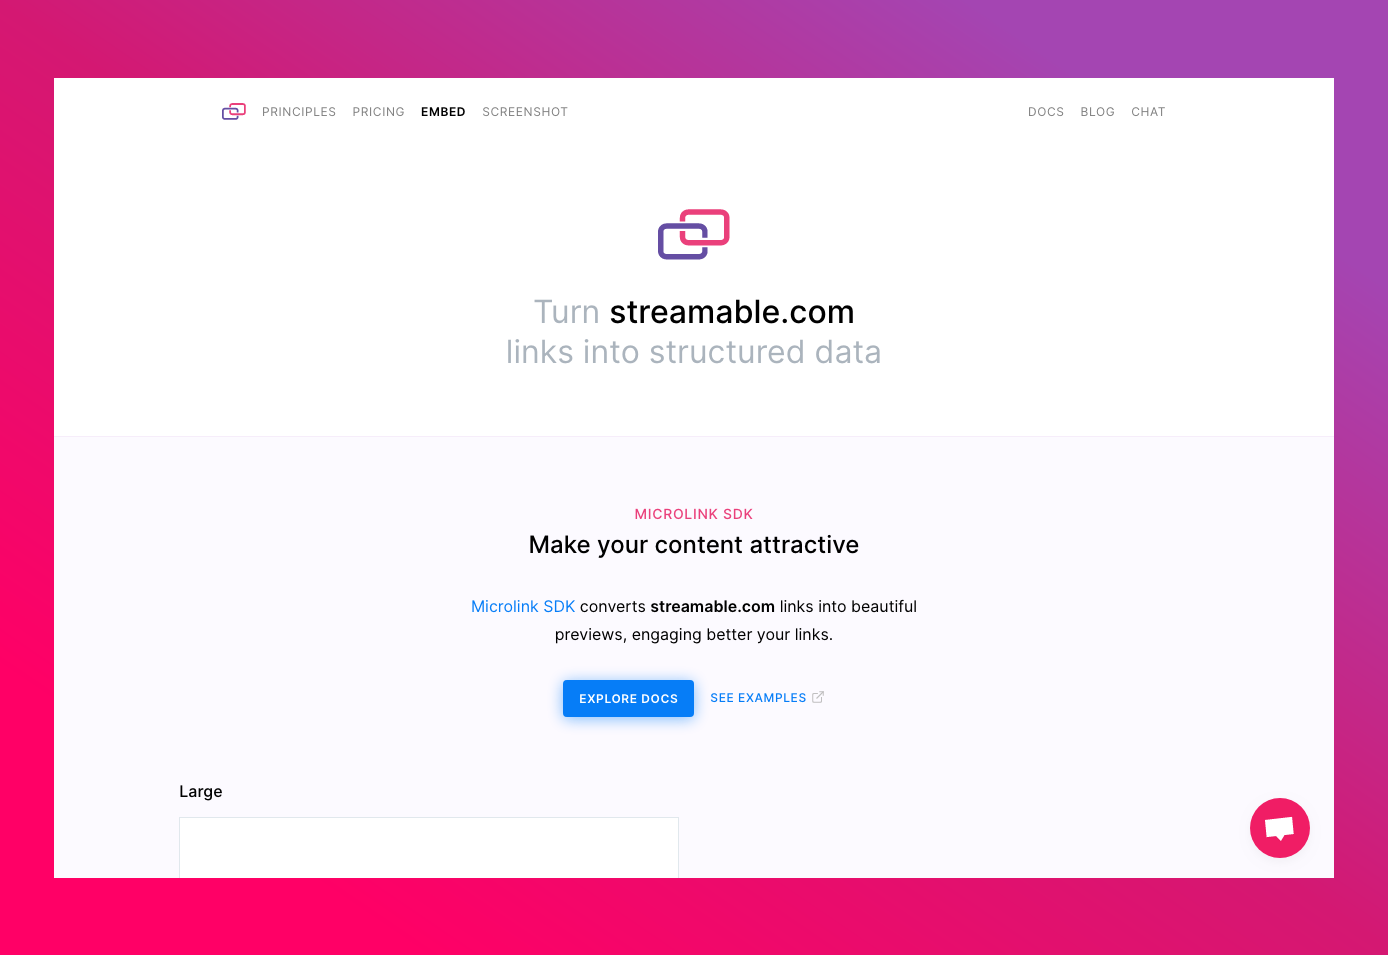 PRINCIPLES PRICING EMBED SCREENSHOT DOCS BLOG CHAT
Turn streamable.com
links into structured data
MICROLINK SDK
Make your content attractive
Microlink SDK converts streamable.com links into beautiful
previews, engaging better your links.
EXPLORE DOCS SEE EXAMPLES
Large